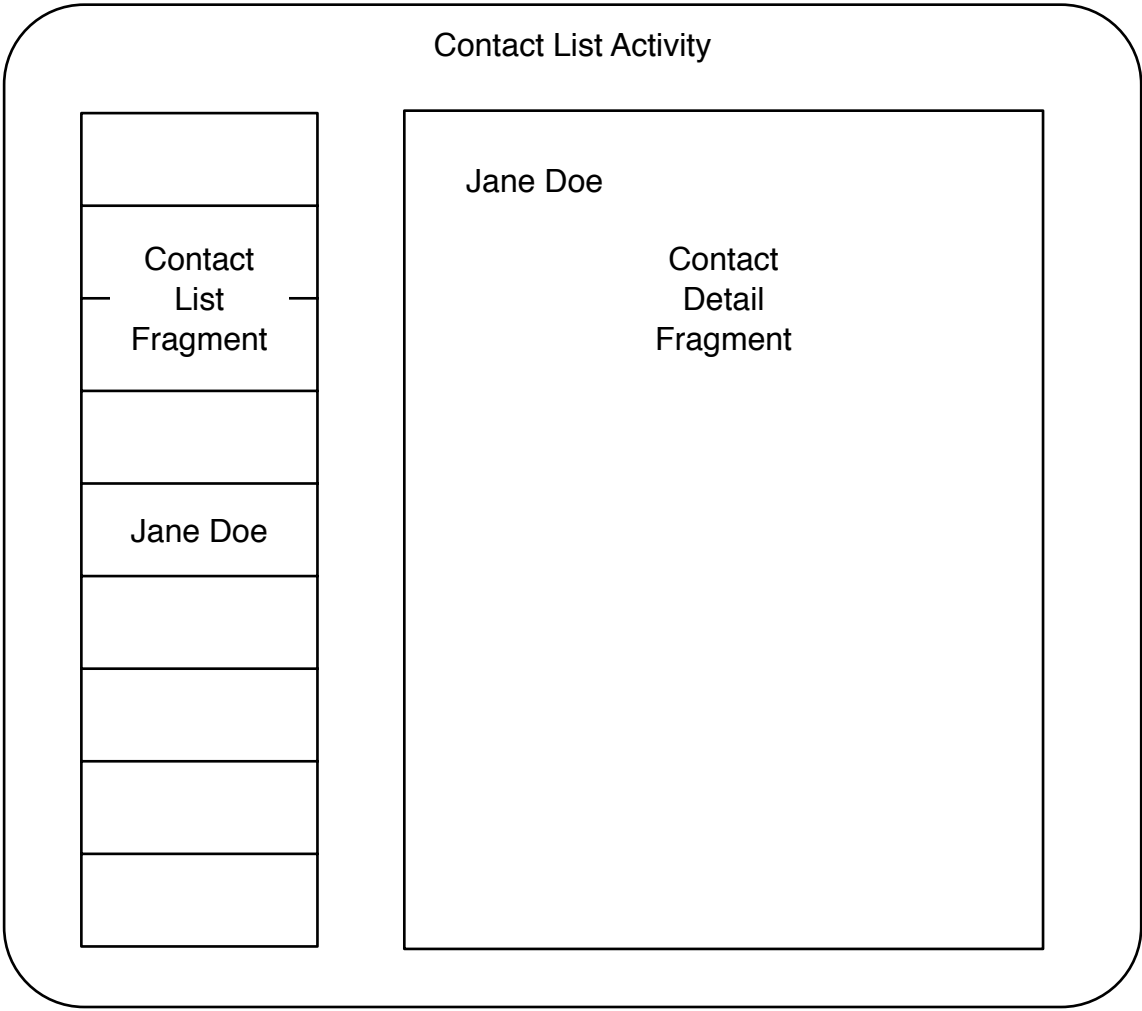 Contact List Activity
Contact
List
Fragment
Jane Doe
Jane Doe
Contact
Detail
Fragment